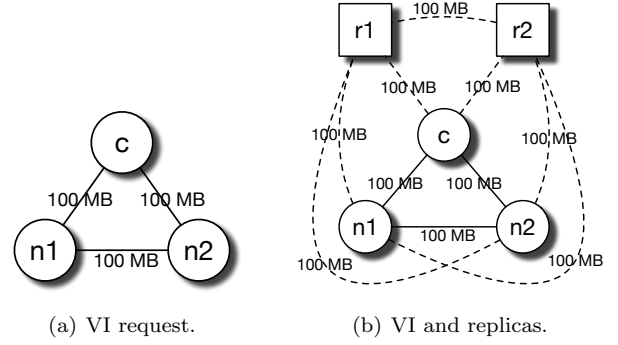 100 MB
r1
r2
100 MB
100 MB
c
100 MB
100 MB
100 MB
100 MB
n1
n2
100 MB
100 MB
100 MB
c
100 MB
100 MB
n1
n2
100 MB
(a) VI request.
(b) VI and replicas.